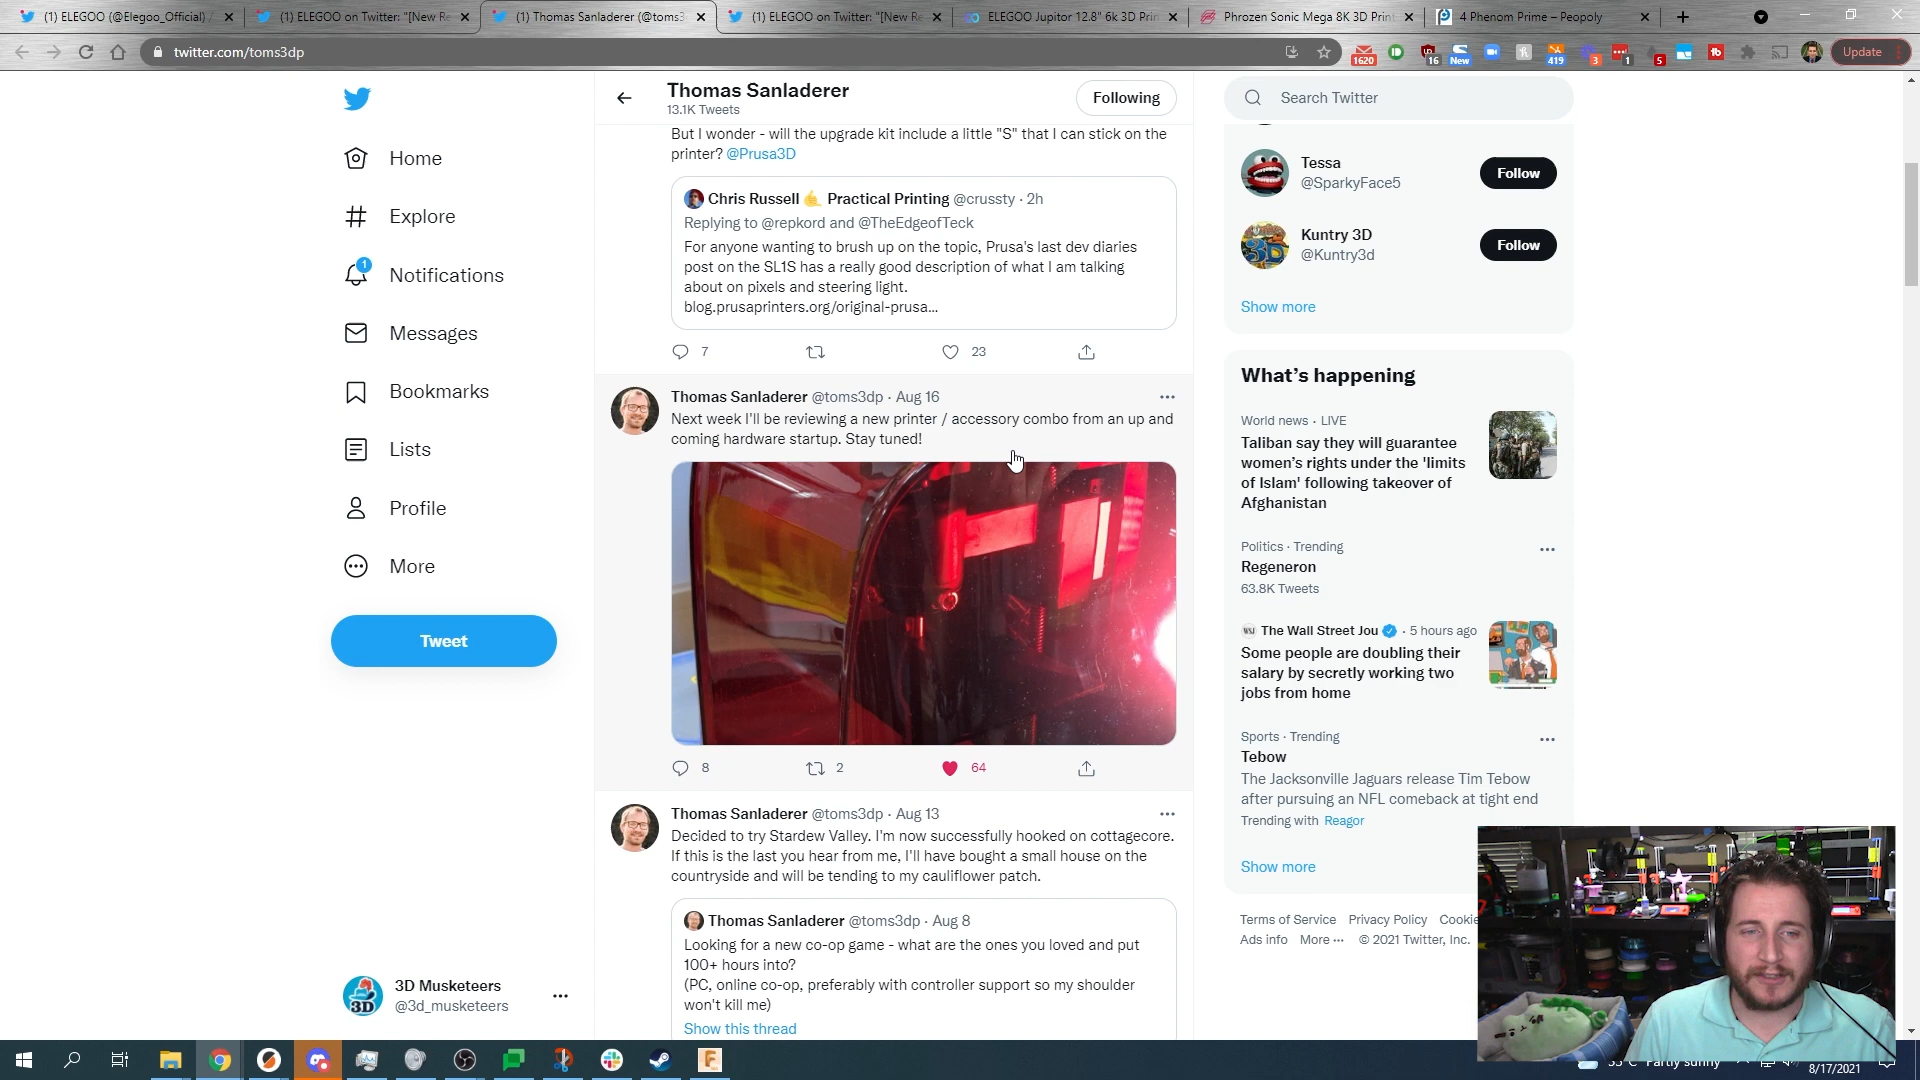 (1) ELEGOO (@Elegoo_Official) /
(1) ELEGOO on Twitter: "[New Re
(1) Thomas Sanladerer (@toms3
(1) ELEGOO on Twitter: "[New Re
ELEGOO Jupitor 12.8" 6k 3D Prin
Phrozen Sonic Mega 8K 3D Print
4 Phenom Prime – Peopoly
twitter.com/toms3dp
1620
16
New
419
3
1
5
Update
Home
Explore
1
Notifications
Messages
Bookmarks
Lists
Profile
More
Tweet
3D Musketeers
@3d_musketeers
Thomas Sanladerer
13.1K Tweets
Following
But I wonder - will the upgrade kit include a little "S" that I can stick on the
printer? @Prusa3D
Chris Russell 👍 Practical Printing @crussty · 2h
Replying to @repkord and @TheEdgeofTeck
For anyone wanting to brush up on the topic, Prusa's last dev diaries
post on the SL1S has a really good description of what I am talking
about on pixels and steering light.
blog.prusaprinters.org/original-prusa...
7
23
Thomas Sanladerer @toms3dp · Aug 16
Next week I'll be reviewing a new printer / accessory combo from an up and
coming hardware startup. Stay tuned!
8
2
64
Thomas Sanladerer @toms3dp · Aug 13
Decided to try Stardew Valley. I'm now successfully hooked on cottagecore.
If this is the last you hear from me, I'll have bought a small house on the
countryside and will be tending to my cauliflower patch.
Thomas Sanladerer @toms3dp · Aug 8
Looking for a new co-op game - what are the ones you loved and put
100+ hours into?
(PC, online co-op, preferably with controller support so my shoulder
won't kill me)
Show this thread
Search Twitter
Tessa
@SparkyFace5
Follow
Kuntry 3D
@Kuntry3d
Follow
Show more
What's happening
World news · LIVE
Taliban say they will guarantee
women's rights under the 'limits
of Islam' following takeover of
Afghanistan
Politics · Trending
Regeneron
63.8K Tweets
The Wall Street Jou · 5 hours ago
Some people are doubling their
salary by secretly working two
jobs from home
Sports · Trending
Tebow
The Jacksonville Jaguars release Tim Tebow
after pursuing an NFL comeback at tight end
Trending with Reagor
Show more
Terms of Service Privacy Policy Cookie
Ads info More ··· © 2021 Twitter, Inc.
Partly sunny
8/17/2021